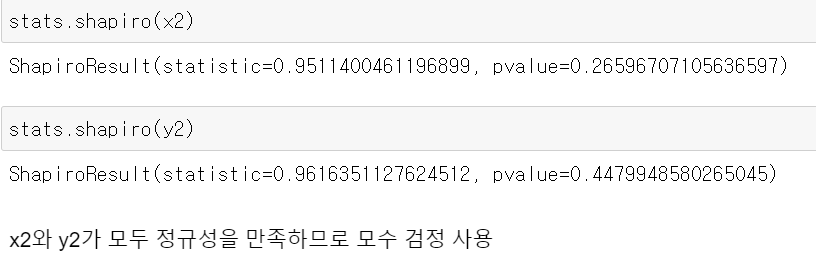 stats.shapiro(x2)
ShapiroResult(statistic=0.9511400461196899, pvalue=0.26596707105636597)
stats.shapiro(y2)
ShapiroResult(statistic=0.9616351127624512, pvalue=0.4479948580265045)
x2와 y2가 모두 정규성을 만족하므로 모수 검정 사용